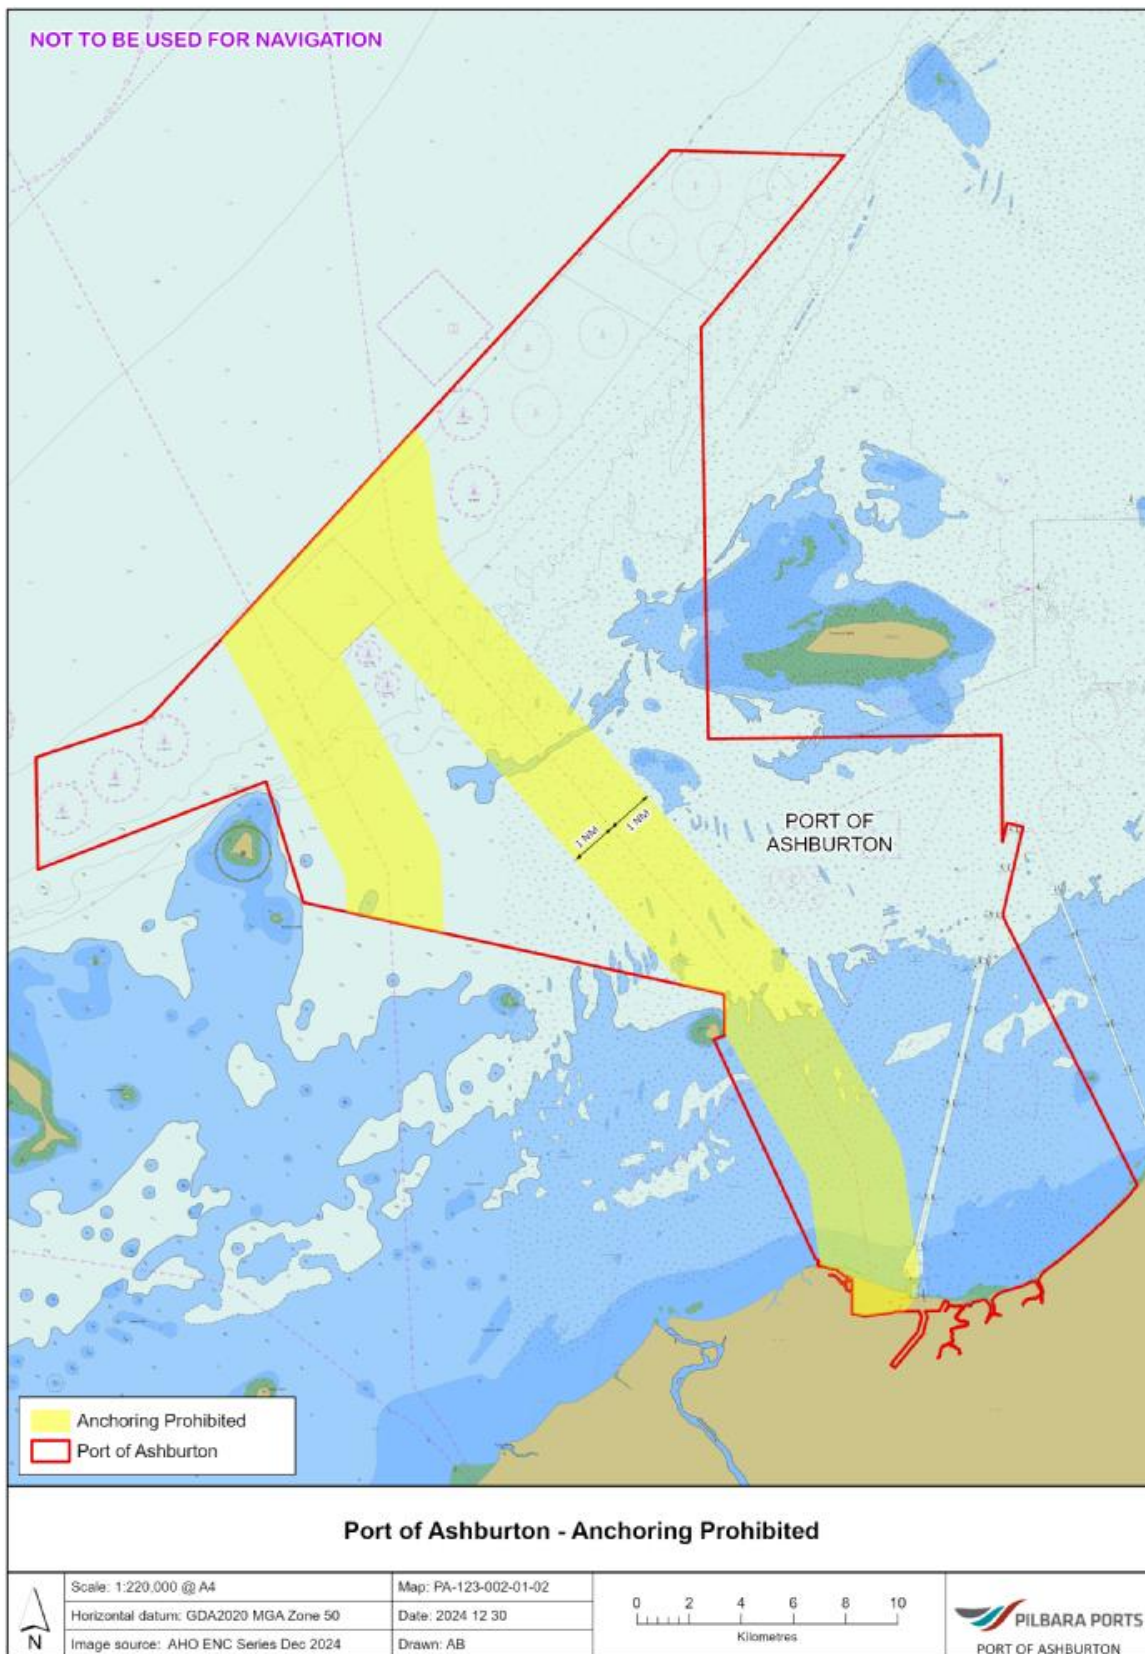 NOT TO BE USED FOR NAVIGATION
1 NM
1 NM
PORT OF
ASHBURTON
Anchoring Prohibited
Port of Ashburton
Port of Ashburton - Anchoring Prohibited
N
Scale: 1:220,000 @ A4
Horizontal datum: GDA2020 MGA Zone 50
Image source: AHO ENC Series Dec 2024
Map: PA-123-002-01-02
Date: 2024 12 30
Drawn: AB
0 2 4 6 8 10
Kilometres
PILBARA PORTS
PORT OF ASHBURTON